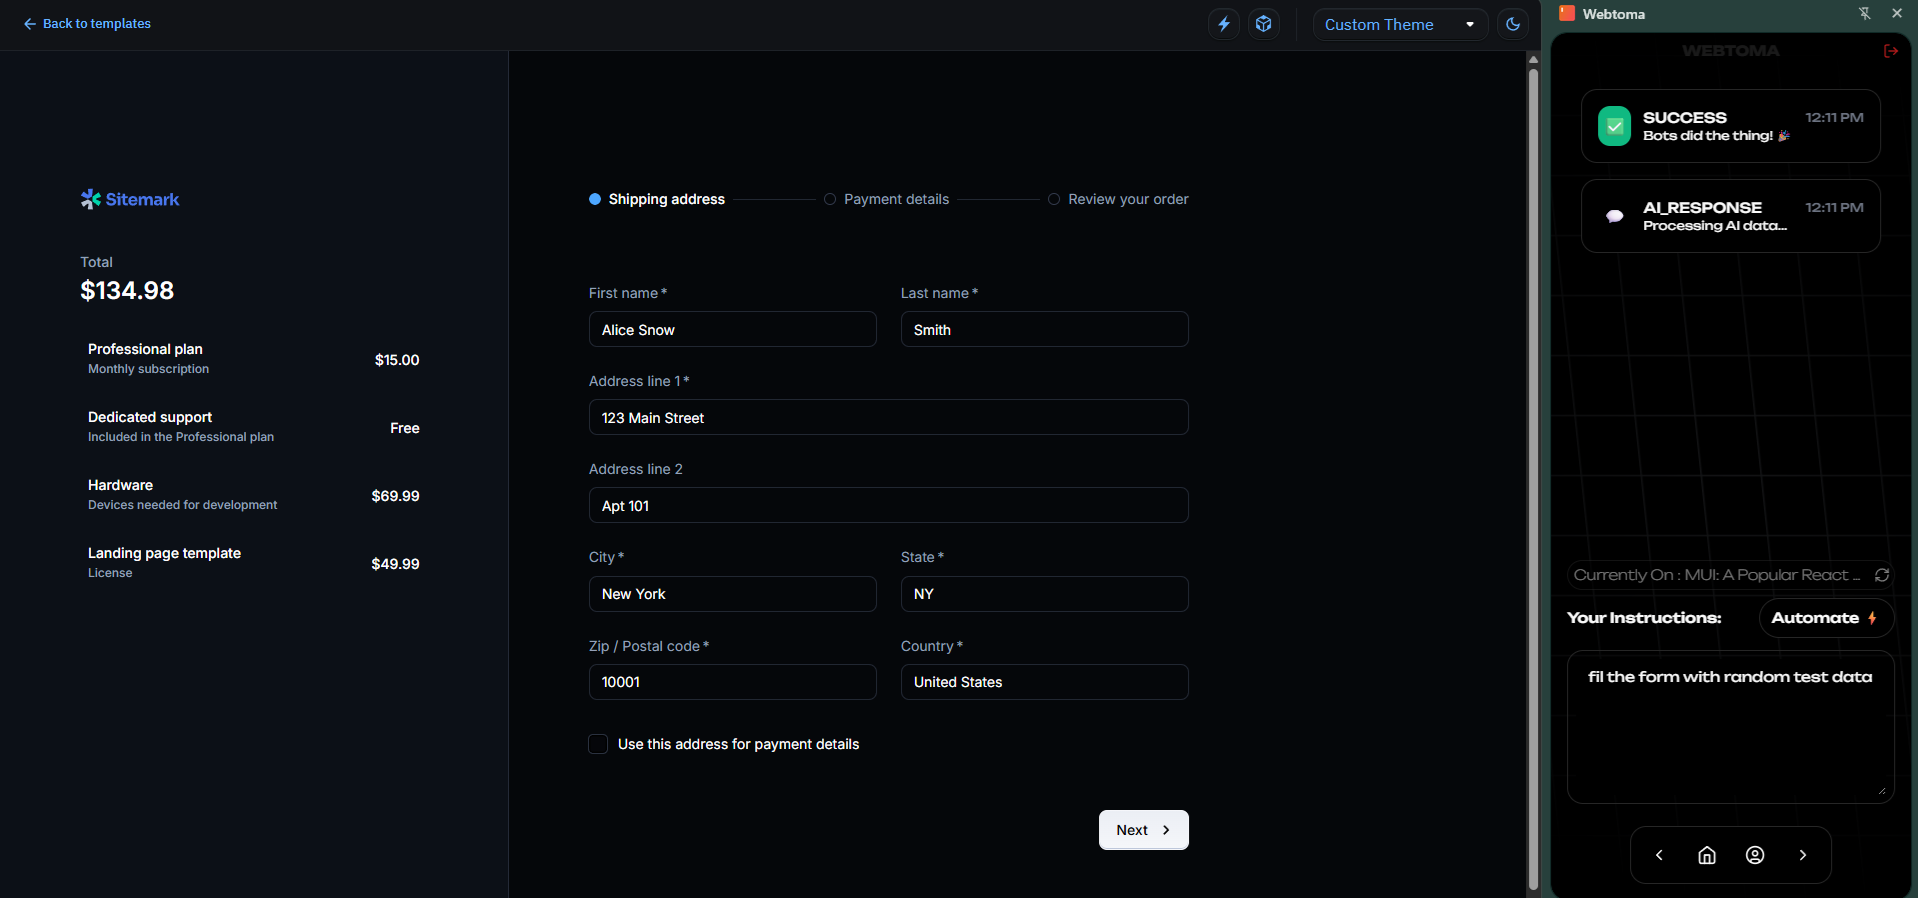 Back to templates
Custom Theme
Sitemark
Total
$134.98
Professional plan
Monthly subscription
$15.00
Dedicated support
Included in the Professional plan
Free
Hardware
Devices needed for development
$69.99
Landing page template
License
$49.99
Shipping address
Payment details
Review your order
First name *
Last name *
Alice Snow
Smith
Address line 1 *
123 Main Street
Address line 2
Apt 101
City *
State *
New York
NY
Zip / Postal code *
Country *
10001
United States
Use this address for payment details
Next
Webtoma
WEBTOMA
SUCCESS
12:11 PM
Bots did the thing! 🎉
AI_RESPONSE
12:11 PM
Processing AI data...
Currently On : MUI: A Popular React ...
Your Instructions:
Automate
fil the form with random test data